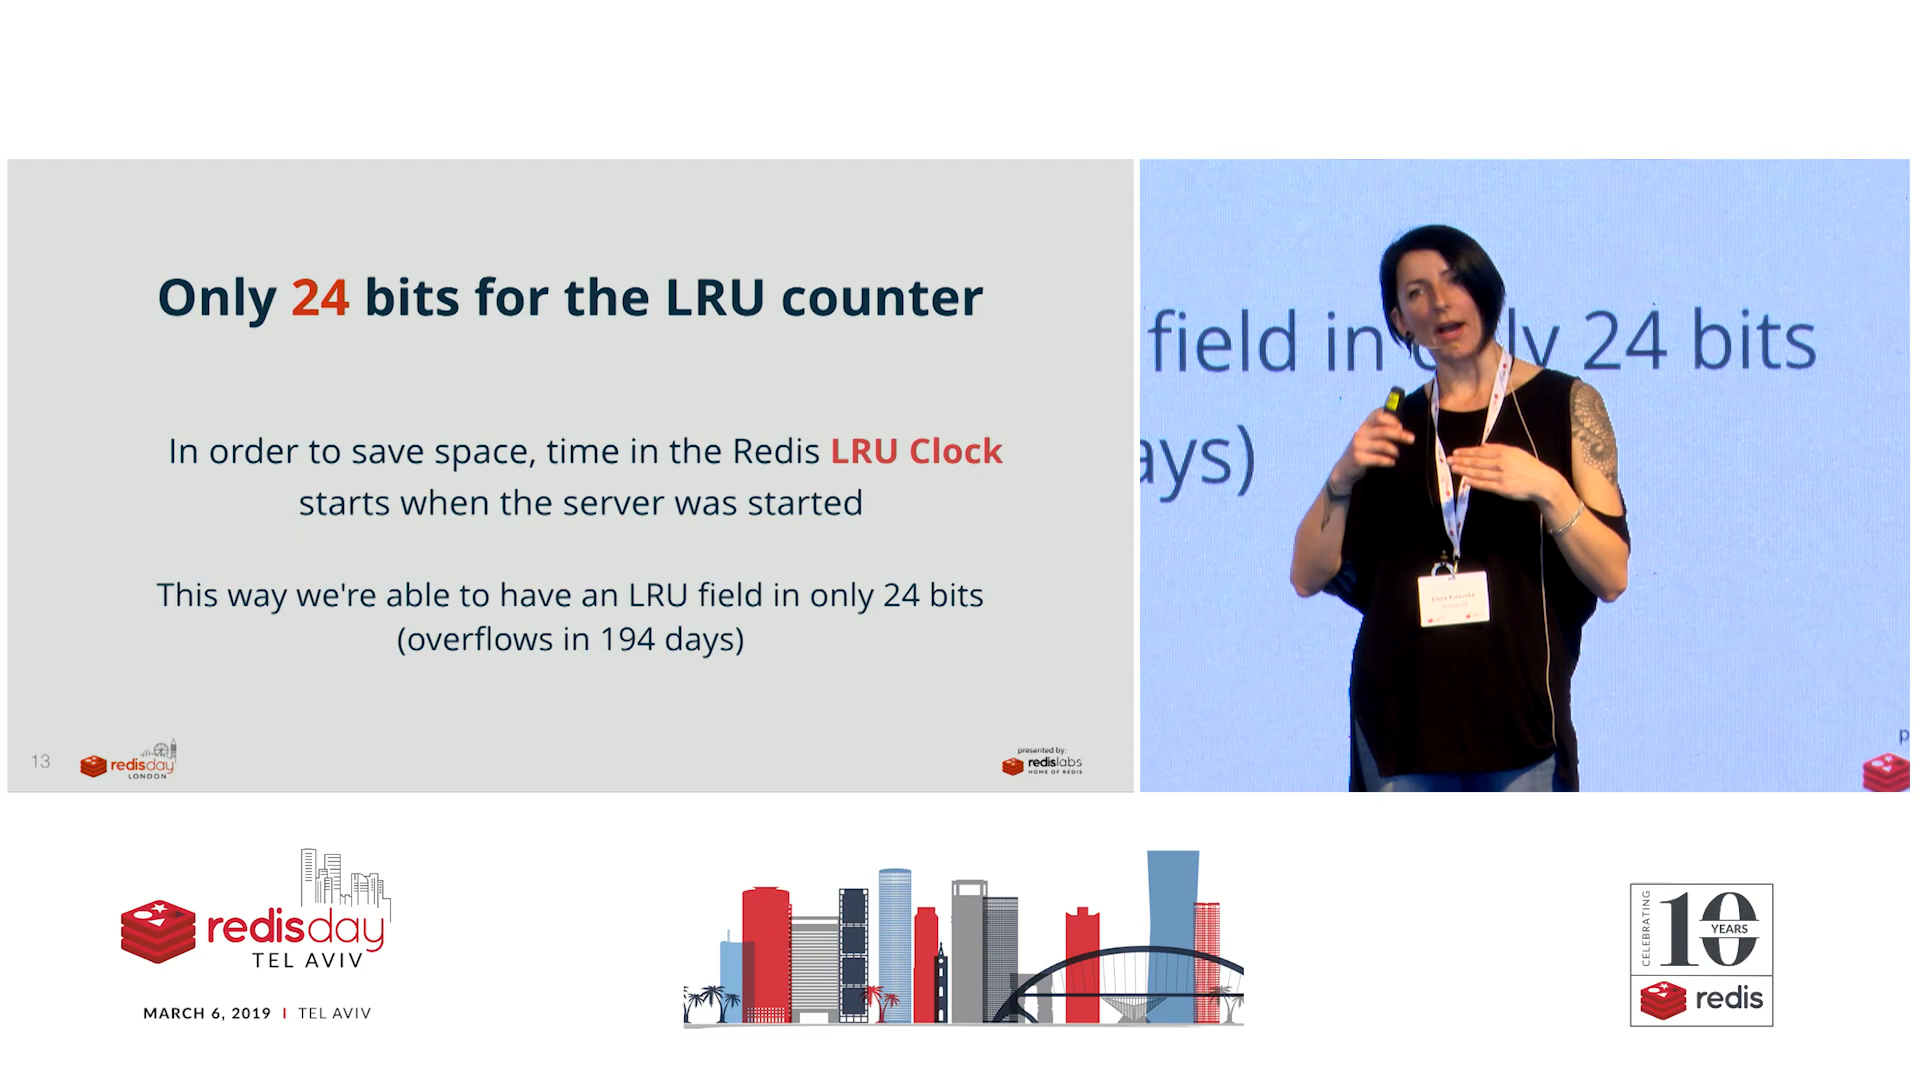 Only 24 bits for the LRU counter
In order to save space, time in the Redis LRU Clock
starts when the server was started
This way we're able to have an LRU field in only 24 bits
(overflows in 194 days)
13
redisday
LONDON
presented by:
redislabs
HOME OF REDIS
field in only 24 bits
ays)
p
redisday
TEL AVIV
MARCH 6, 2019 | TEL AVIV
CELEBRATING
10
YEARS
redis